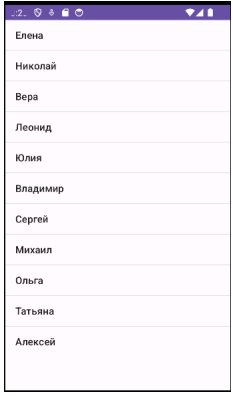 Елена
Николай
Вера
Леонид
Юлия
Владимир
Сергей
Михаил
Ольга
Татьяна
Алексей